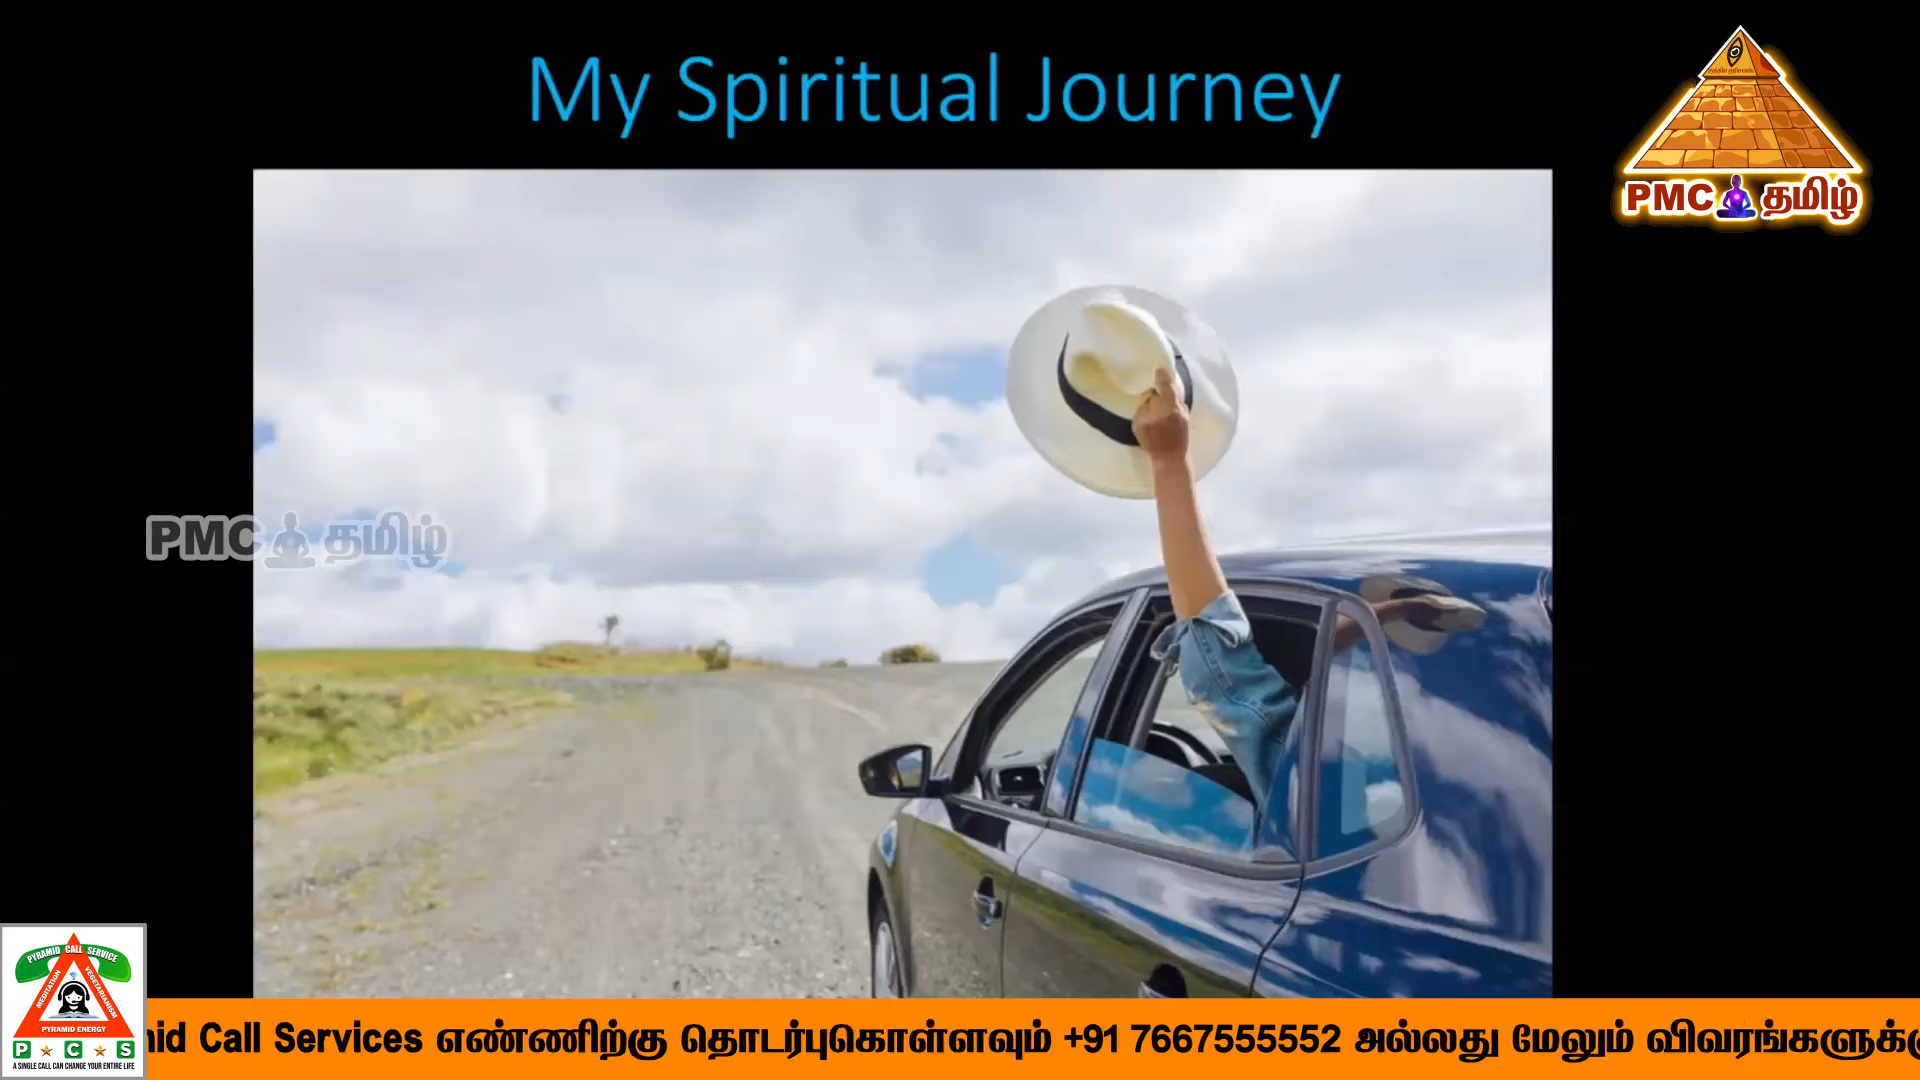 My Spiritual Journey
PMC தமிழ்
PMC தமிழ்
PYRAMID CALL SERVICE
MEDITATION
VEGETARIANISM
PYRAMID ENERGY
P ★ C ★ S
A SINGLE CALL CAN CHANGE YOUR ENTIRE LIFE
mid Call Services எண்ணிற்கு தொடர்புகொள்ளவும் +91 7667555552 அல்லது மேலும் விவரங்களுக்கு